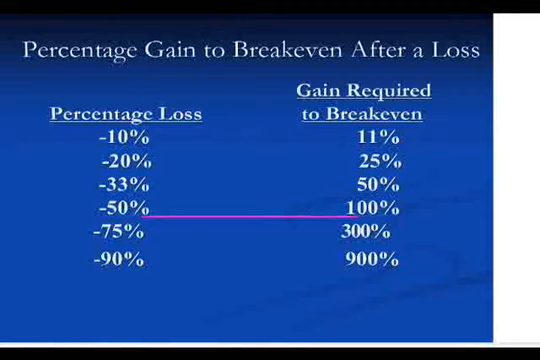 Percentage Gain to Breakeven After a Loss
Gain Required
Percentage Loss to Breakeven
-10% 11%
-20% 25%
-33% 50%
-50% 100%
-75% 300%
-90% 900%